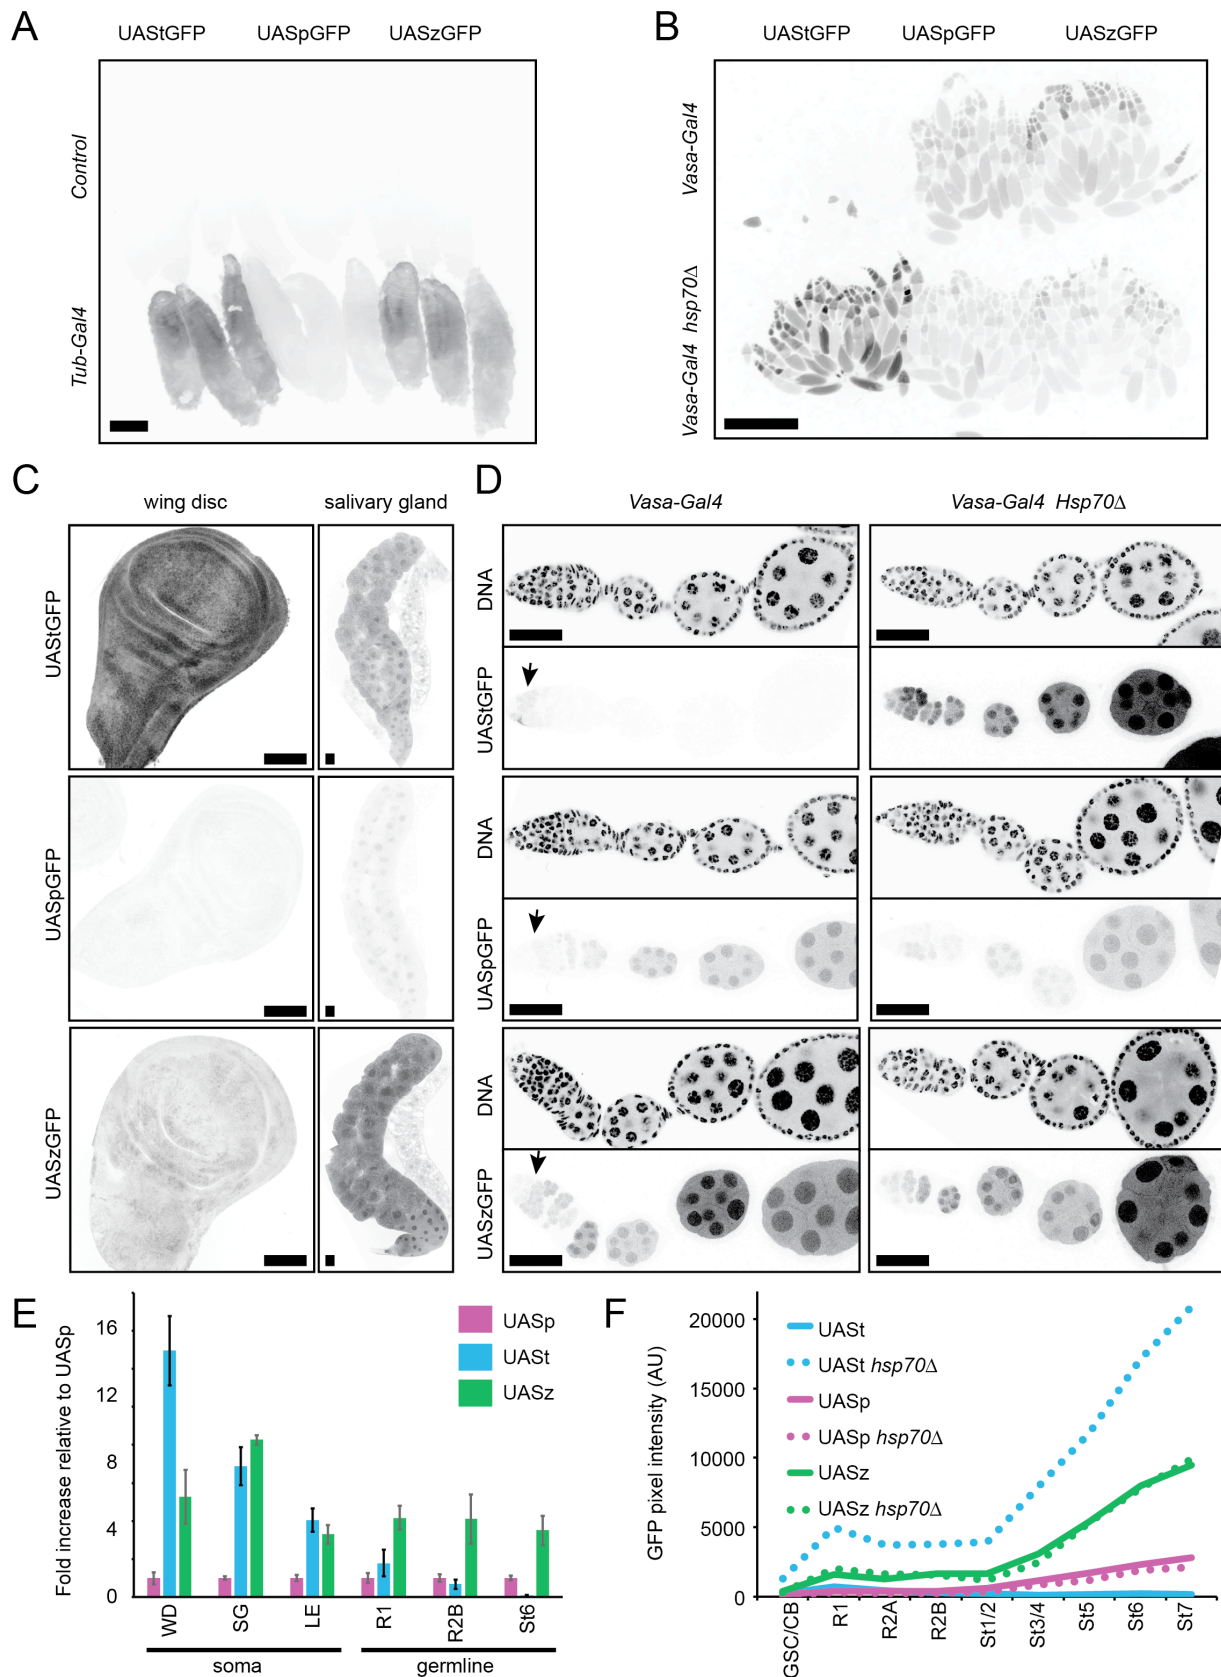 A
UAStGFP UASpGFP UASzGFP
Control
Tub-Gal4
B
UAStGFP UASpGFP UASzGFP
Vasa-Gal4
Vasa-Gal4 hsp70Δ
C
wing disc salivary gland
UAStGFP
UASpGFP
UASzGFP
D
Vasa-Gal4 Vasa-Gal4 Hsp70Δ
DNA
UAStGFP
DNA
UASpGFP
DNA
UASzGFP
E
Fold increase relative to UASp
16
12
8
4
0
UASp
UASt
UASz
WD SG LE R1 R2B St6
soma germline
F
GFP pixel intensity (AU)
20000
15000
10000
5000
0
UASt
UASt hsp70Δ
UASp
UASp hsp70Δ
UASz
UASz hsp70Δ
GSC/CB R1 R2A R2B St1/2 St3/4 St5 St6 St7